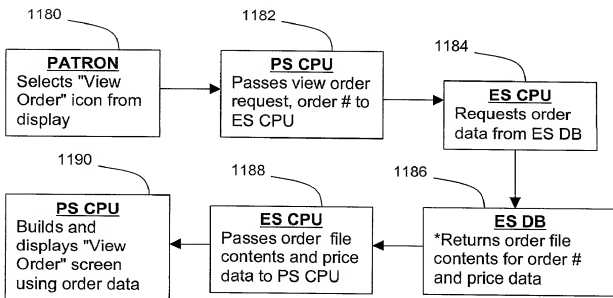 1180
PATRON
Selects "View
Order" icon from
display
1182
PS CPU
Passes view order
request, order # to
ES CPU
1184
ES CPU
Requests order
data from ES DB
1186
ES DB
*Returns order file
contents for order #
and price data
1188
ES CPU
Passes order file
contents and price
data to PS CPU
1190
PS CPU
Builds and
displays "View
Order" screen
using order data